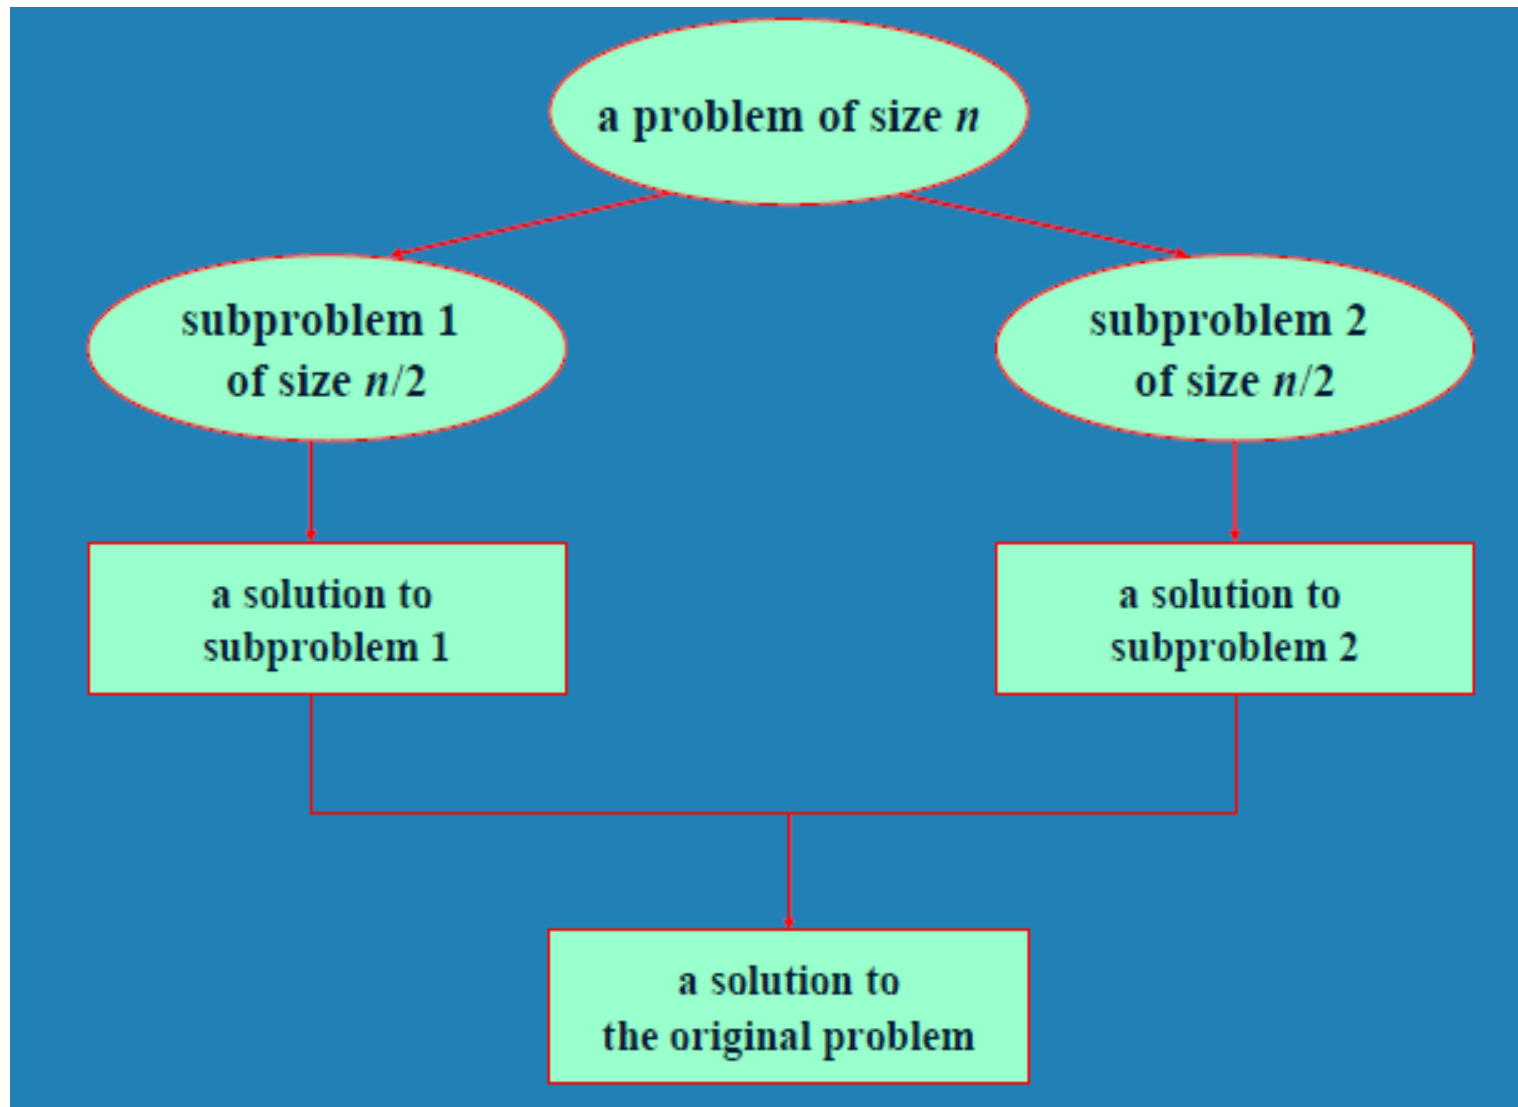 a problem of size n
subproblem 1
of size n/2
subproblem 2
of size n/2
a solution to
subproblem 1
a solution to
subproblem 2
a solution to
the original problem